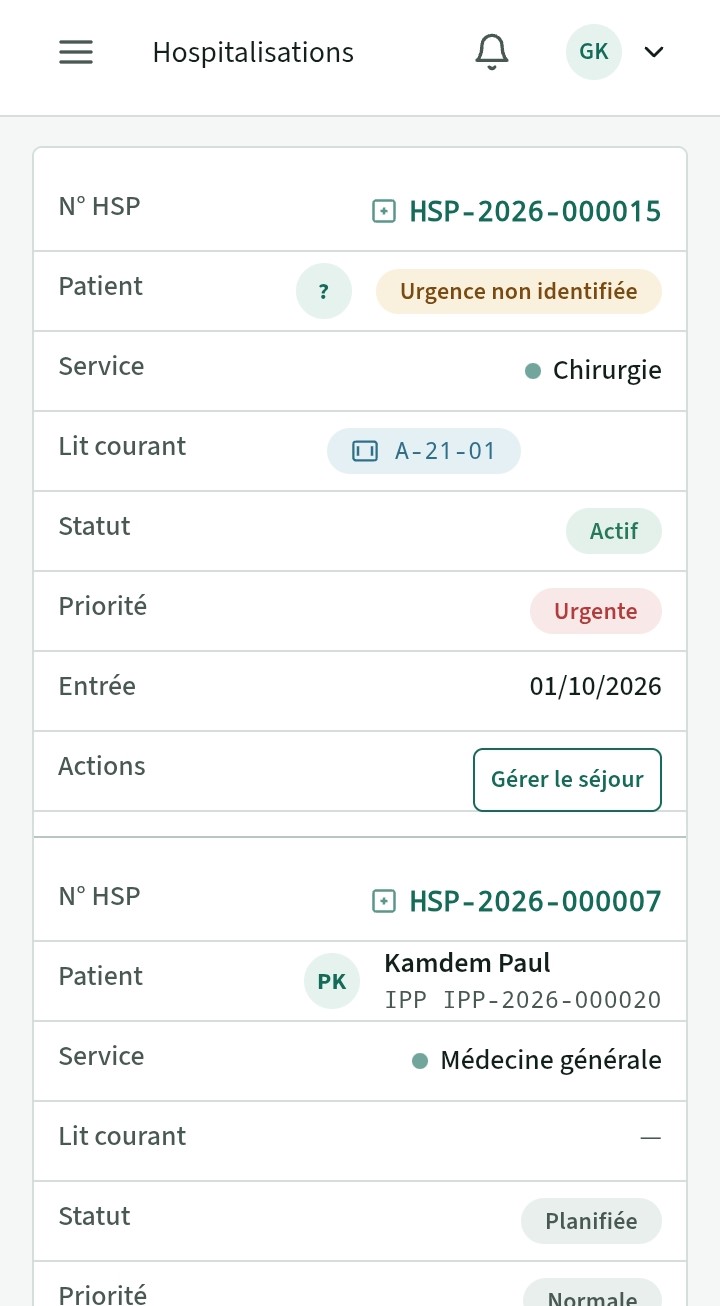 Hospitalisations
GK
N° HSP
HSP-2026-000015
Patient
?
Urgence non identifiée
Service
Chirurgie
Lit courant
A-21-01
Statut
Actif
Priorité
Urgente
Entrée
01/10/2026
Actions
Gérer le séjour
N° HSP
HSP-2026-000007
Patient
PK
Kamdem Paul
IPP IPP-2026-000020
Service
Médecine générale
Lit courant
—
Statut
Planifiée
Priorité
Normale